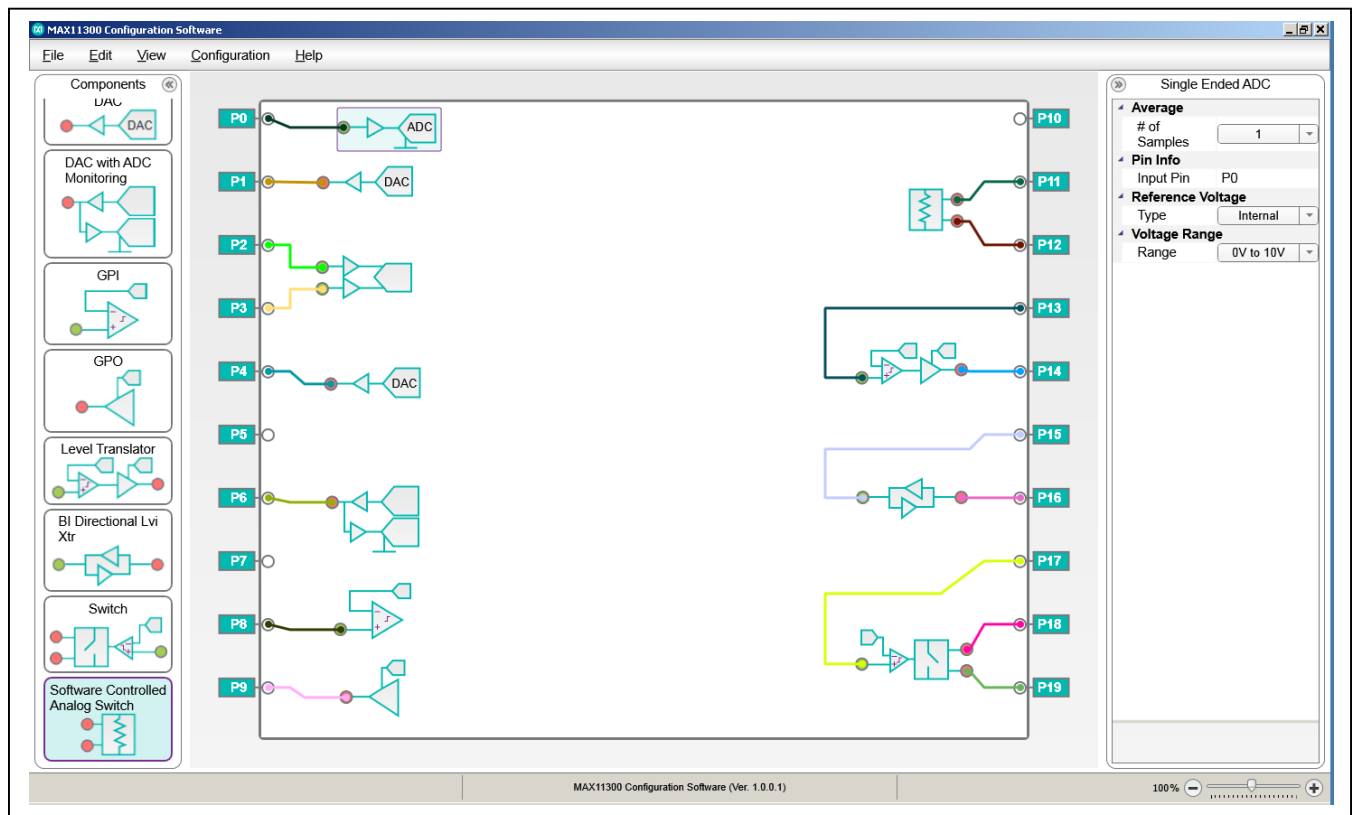 MAX11300 Configuration Software
File Edit View Configuration Help
Components
DAC
DAC
DAC with ADC
Monitoring
GPI
GPO
Level Translator
BI Directional Lvi
Xtr
Switch
Software Controlled
Analog Switch
P0
P1
P2
P3
P4
P5
P6
P7
P8
P9
ADC
DAC
DAC
P10
P11
P12
P13
P14
P15
P16
P17
P18
P19
Single Ended ADC
Average
# of
Samples
1
Pin Info
Input Pin P0
Reference Voltage
Type Internal
Voltage Range
Range 0V to 10V
MAX11300 Configuration Software (Ver. 1.0.0.1)
100%